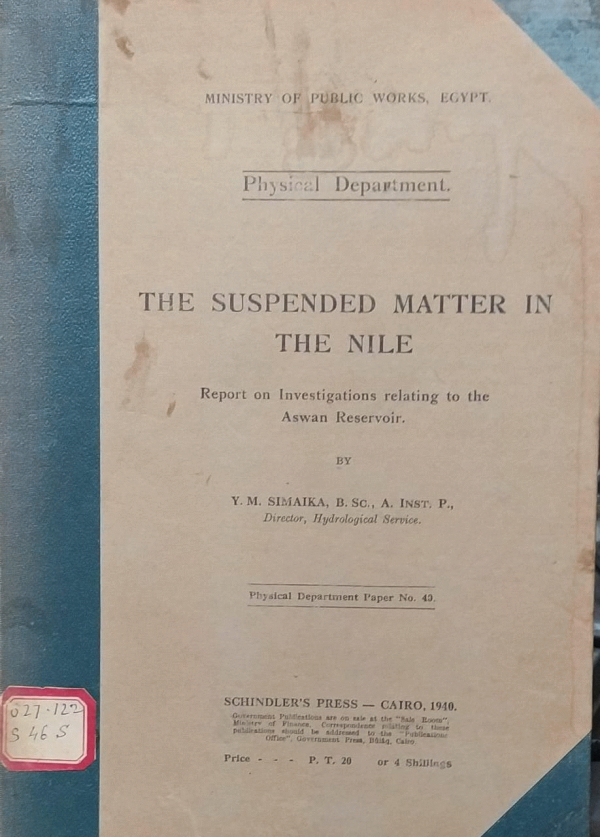 MINISTRY OF PUBLIC WORKS, EGYPT.
Physical Department.
THE SUSPENDED MATTER IN
THE NILE
Report on Investigations relating to the
Aswan Reservoir.
BY
Y. M. SIMAIKA, B. SC., A. INST. P.,
Director, Hydrological Service.
Physical Department Paper No. 40.
SCHINDLER'S PRESS — CAIRO, 1940.
Government Publications are on sale at the "Sale Room",
Ministry of Finance. Correspondence relating to these
publications should be addressed to the "Publications
Office", Government Press, Bûlâq, Cairo.
Price - - - P. T. 20 or 4 Shillings
627.122
S 46 S